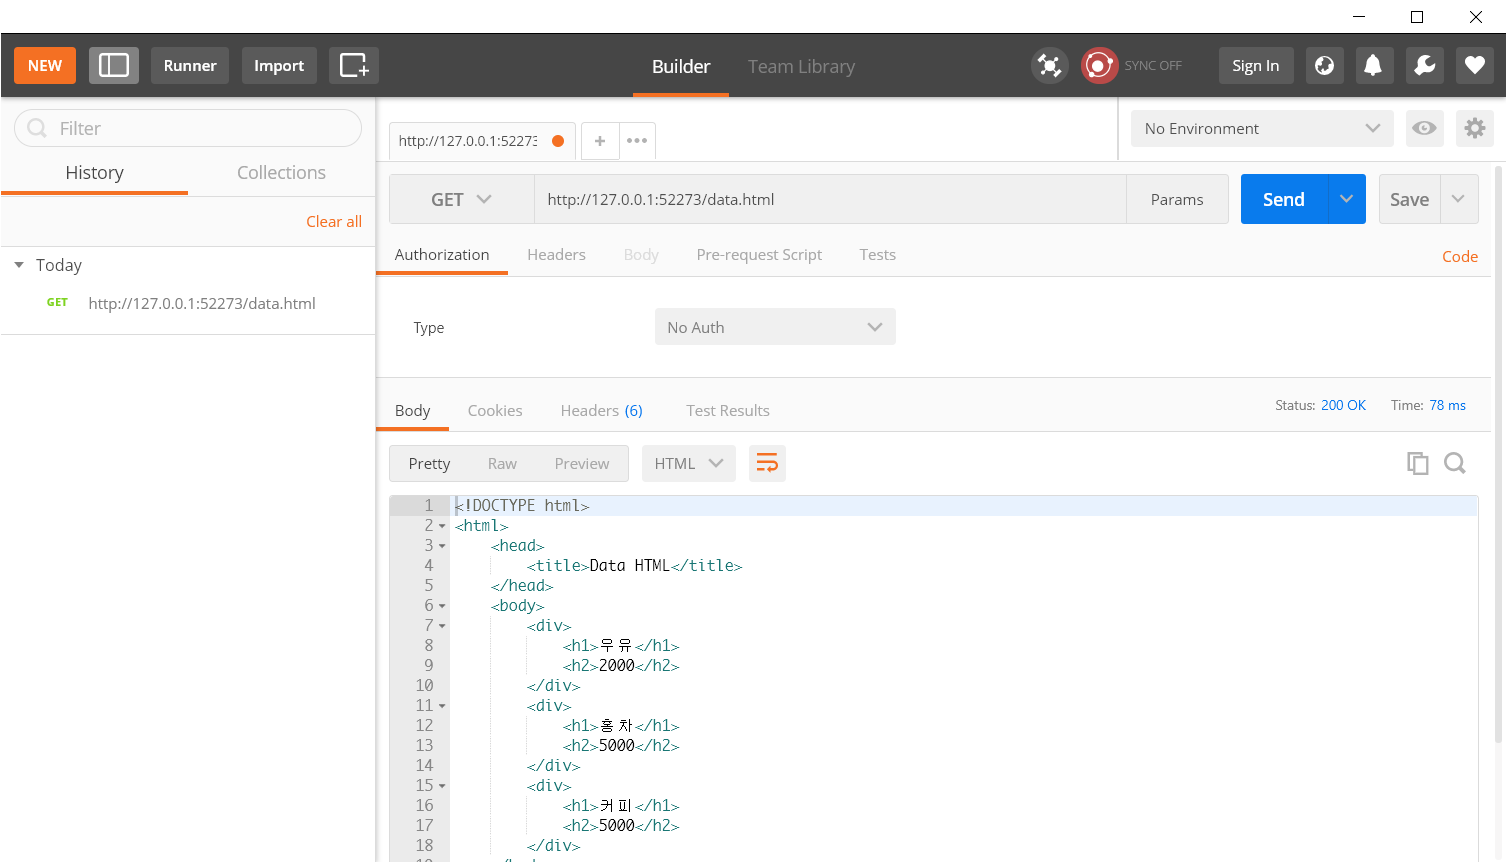 NEW Runner Import Builder Team Library SYNC OFF Sign In
Filter
History Collections
Clear all
Today
GET http://127.0.0.1:52273/data.html
http://127.0.0.1:52273 + •••
No Environment
GET http://127.0.0.1:52273/data.html Params Send Save
Authorization Headers Body Pre-request Script Tests Code
Type No Auth
Body Cookies Headers (6) Test Results Status: 200 OK Time: 78 ms
Pretty Raw Preview HTML
1 <!DOCTYPE html>
2 <html>
3 <head>
4 <title>Data HTML</title>
5 </head>
6 <body>
7 <div>
8 <h1>우유</h1>
9 <h2>2000</h2>
10 </div>
11 <div>
12 <h1>홍차</h1>
13 <h2>5000</h2>
14 </div>
15 <div>
16 <h1>커피</h1>
17 <h2>5000</h2>
18 </div>